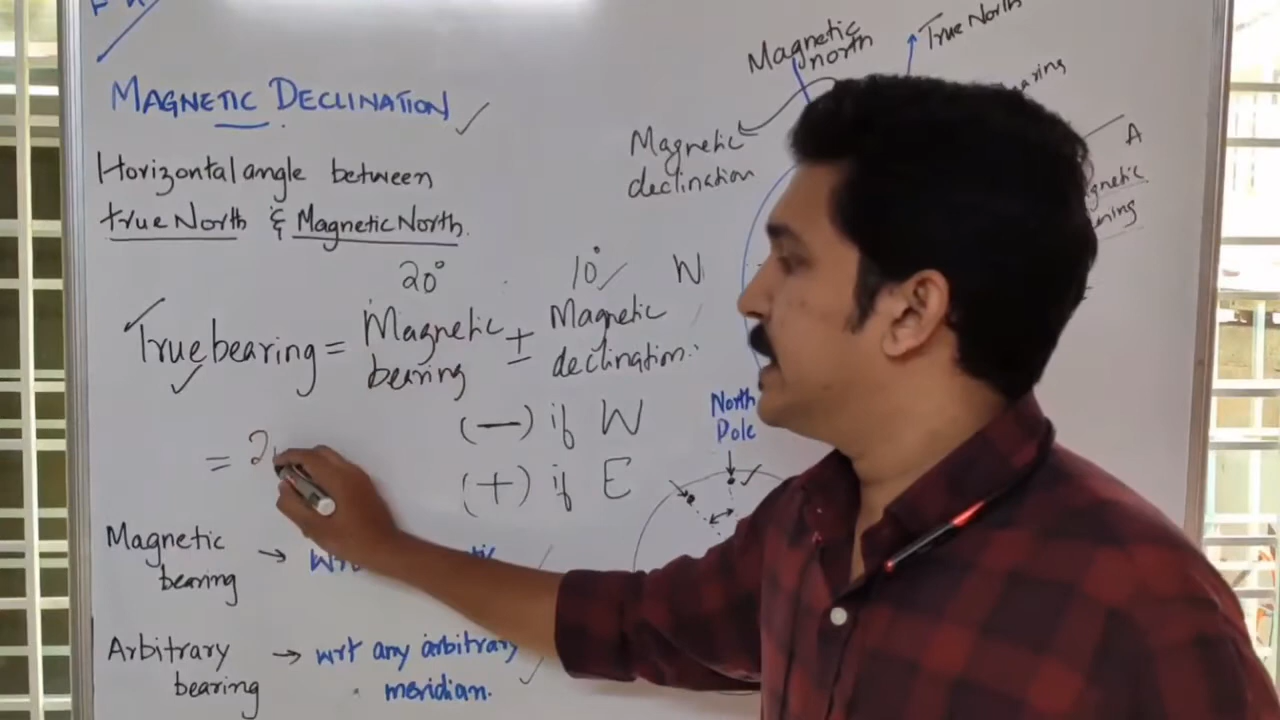 MAGNETIC DECLINATION
Horizontal angle between
true North & Magnetic North.
20° 10° W
True bearing = Magnetic bearing ± Magnetic declination.
(—) if W
(+) if E
=
Magnetic bearing →
Arbitrary bearing → wrt any arbitrary meridian.
Magnetic north
True North
Magnetic declination
A
North Pole